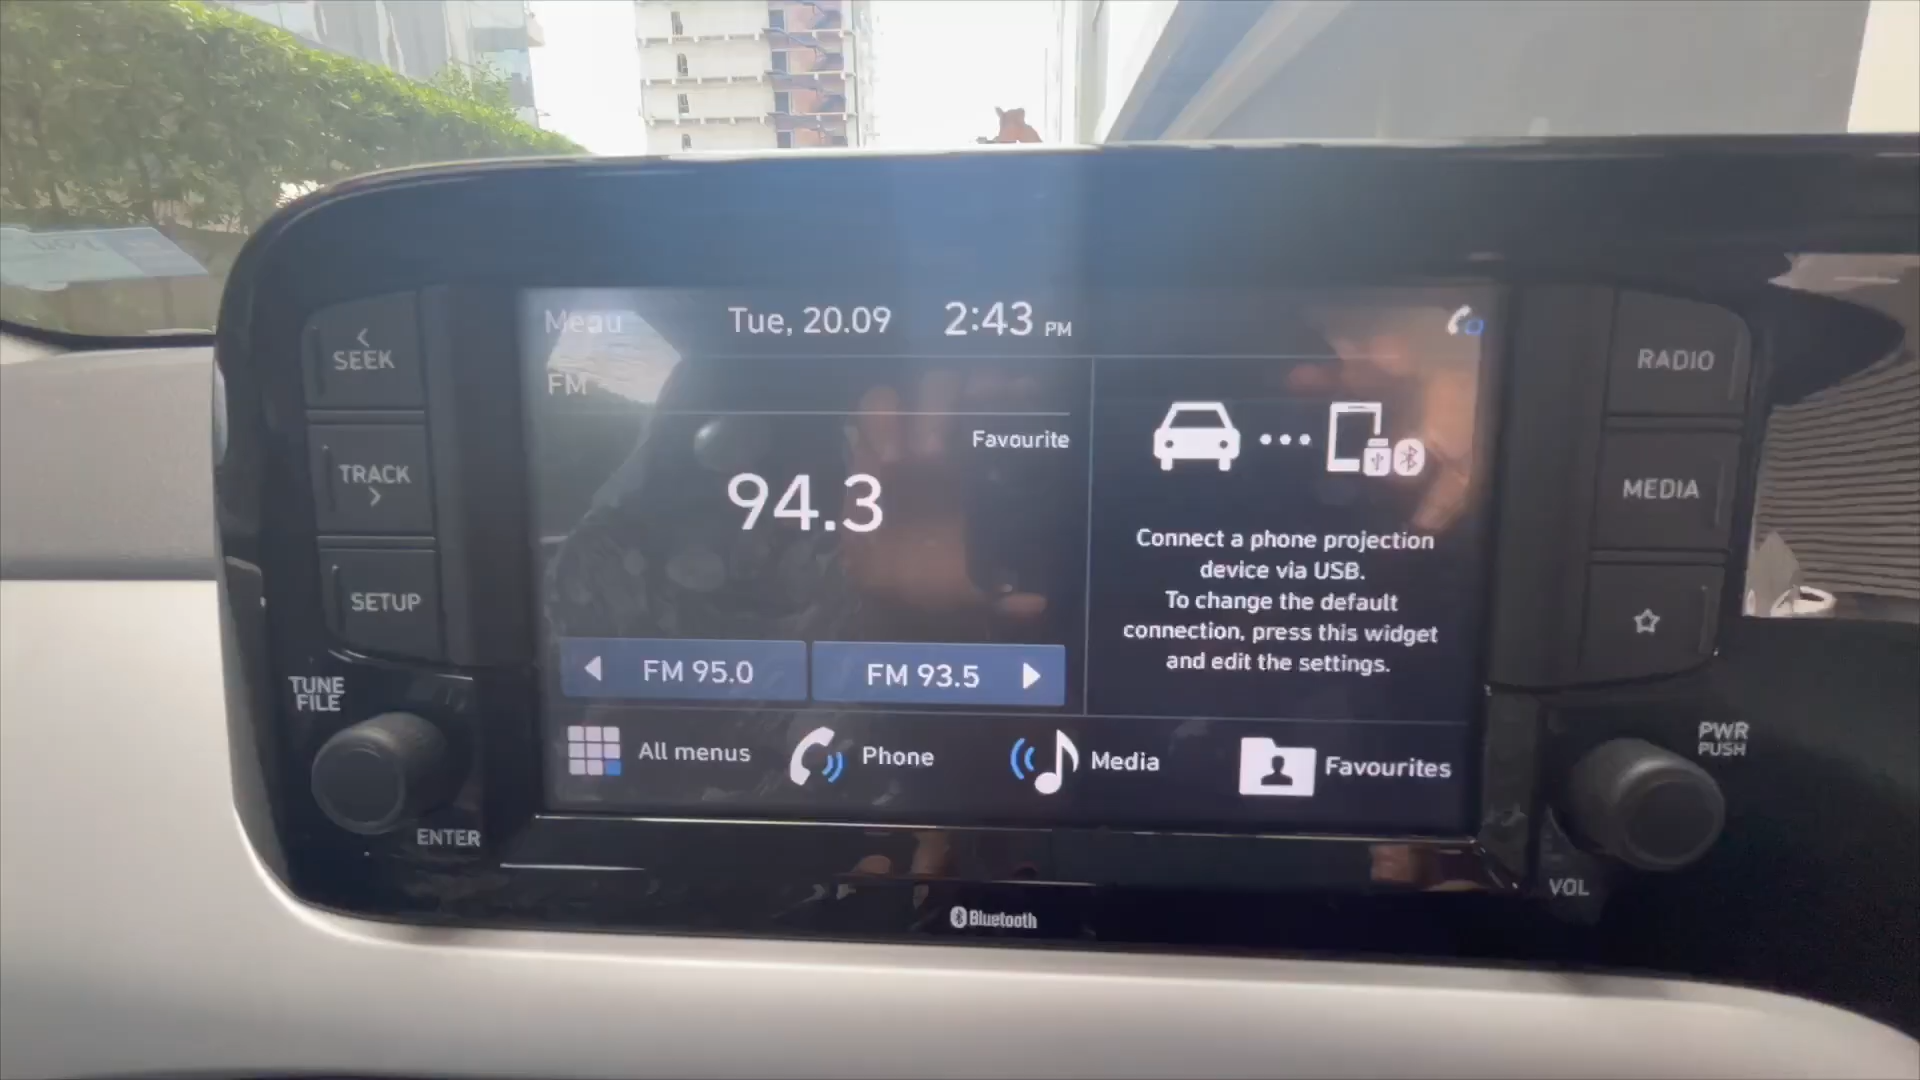 Menu
Tue, 20.09
2:43 PM
FM
Favourite
94.3
FM 95.0
FM 93.5
Connect a phone projection
device via USB.
To change the default
connection, press this widget
and edit the settings.
All menus
Phone
Media
Favourites
SEEK
TRACK
SETUP
TUNE
FILE
ENTER
RADIO
MEDIA
PWR
PUSH
VOL
Bluetooth